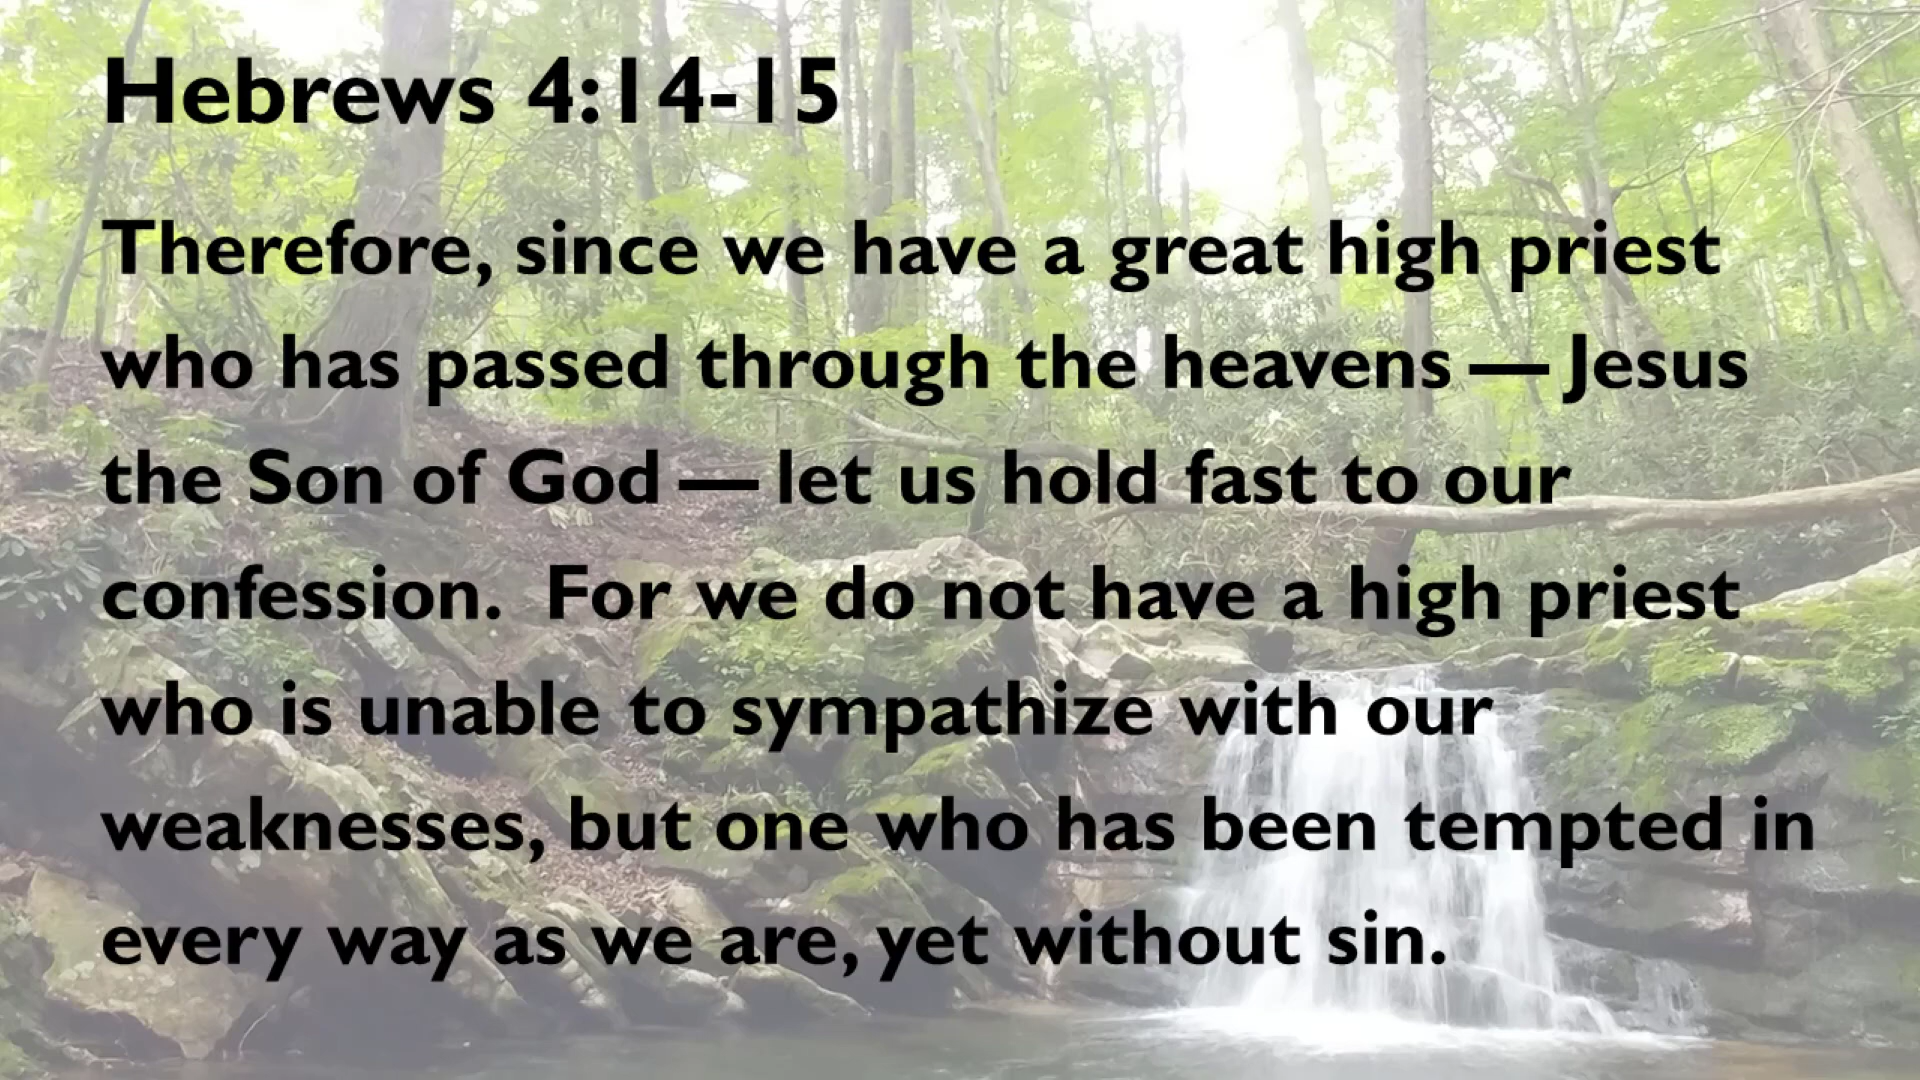 Hebrews 4:14-15
Therefore, since we have a great high priest
who has passed through the heavens — Jesus
the Son of God — let us hold fast to our
confession.  For we do not have a high priest
who is unable to sympathize with our
weaknesses, but one who has been tempted in
every way as we are, yet without sin.